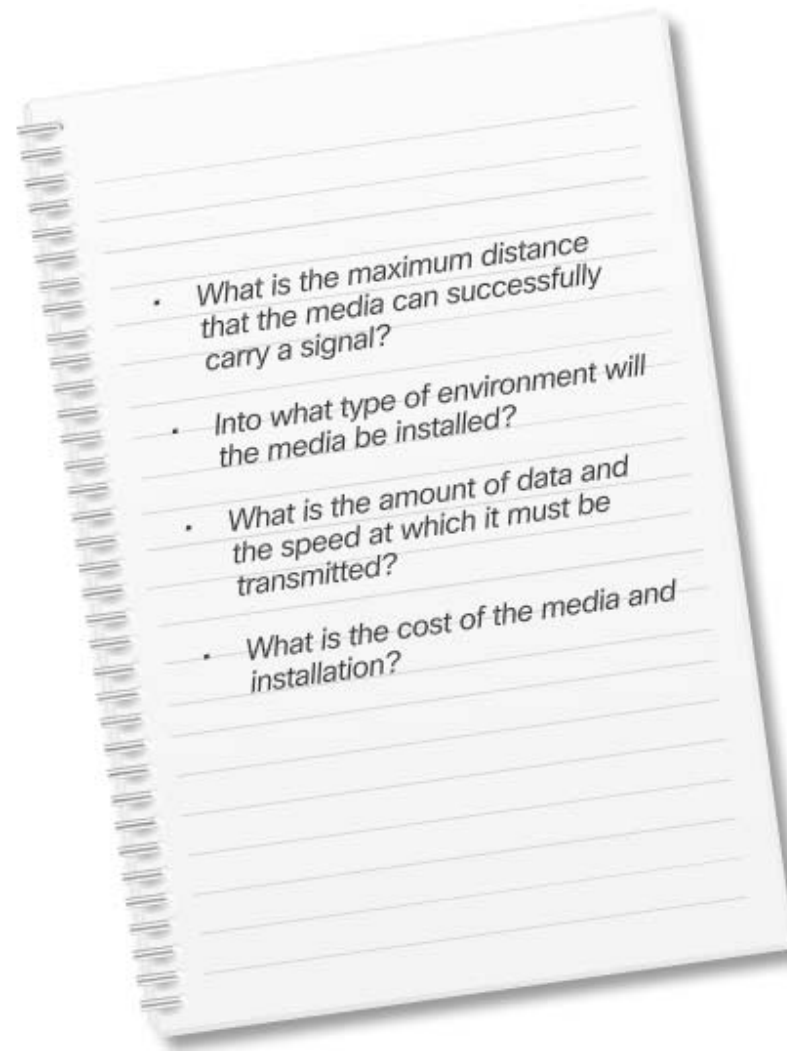 · What is the maximum distance
that the media can successfully
carry a signal?
· Into what type of environment will
the media be installed?
· What is the amount of data and
the speed at which it must be
transmitted?
· What is the cost of the media and
installation?